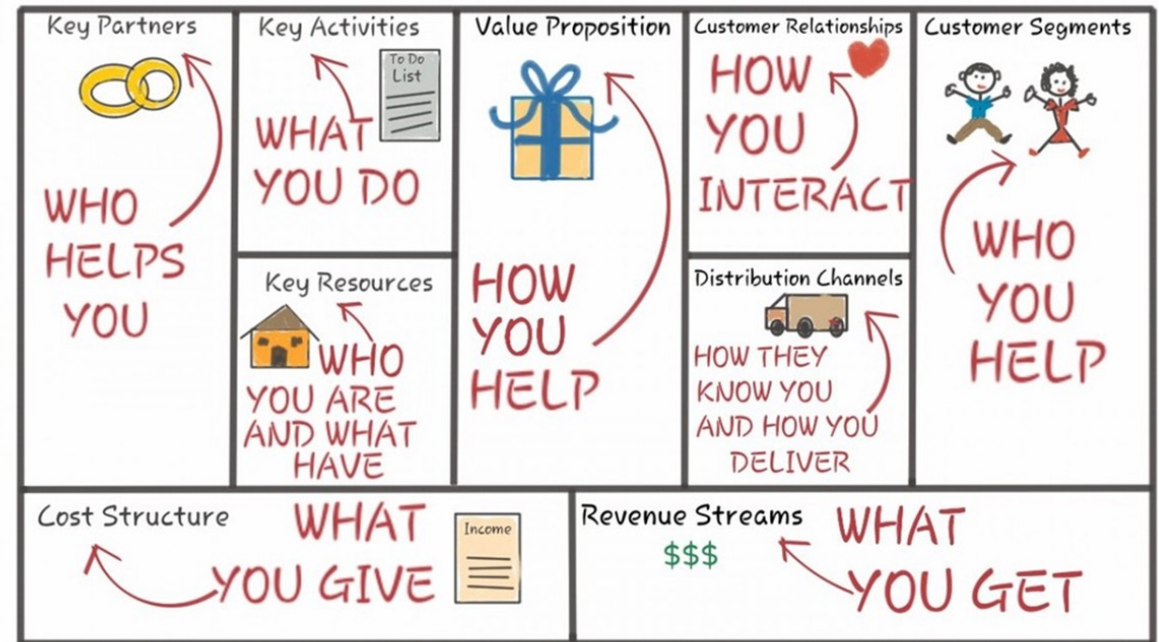 Key Partners
WHO
HELPS
YOU
Key Activities
To Do
List
WHAT
YOU DO
Key Resources
WHO
YOU ARE
AND WHAT
HAVE
Value Proposition
HOW
YOU
HELP
Customer Relationships
HOW
YOU
INTERACT
Distribution Channels
HOW THEY
KNOW YOU
AND HOW YOU
DELIVER
Customer Segments
WHO
YOU
HELP
Cost Structure
WHAT
YOU GIVE
Income
Revenue Streams
$$$
WHAT
YOU GET